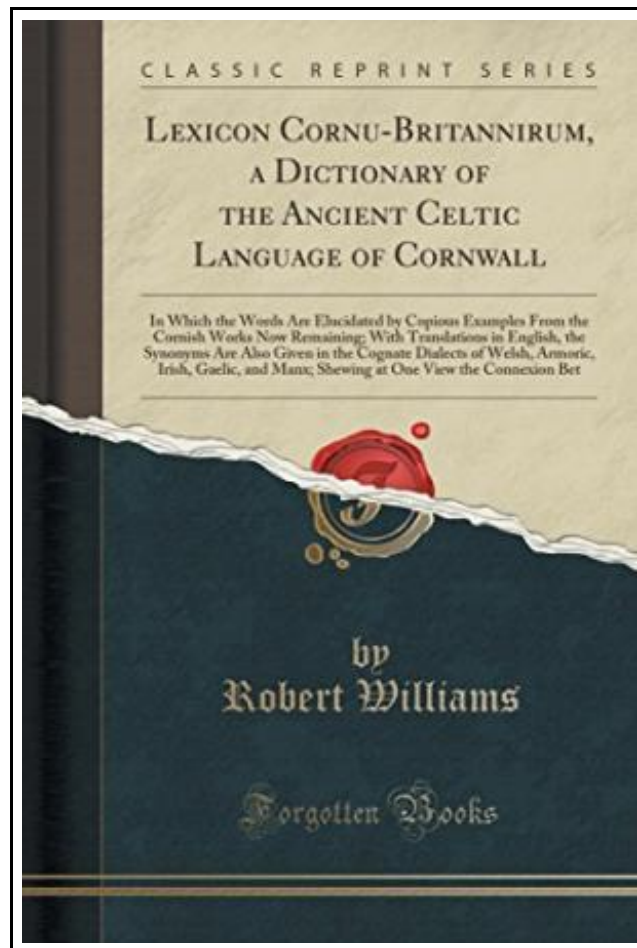 CLASSIC REPRINT SERIES
LEXICON CORNU-BRITANNIRUM,
A DICTIONARY OF
THE ANCIENT CELTIC
LANGUAGE OF CORNWALL
In Which the Words Are Elucidated by Copious Examples From the
Cornish Works Now Remaining; With Translations in English, the
Synonyms Are Also Given in the Cognate Dialects of Welsh, Armoric,
Irish, Gaelic, and Manx; Shewing at One View the Connexion Bet
by
Robert Williams
Forgotten Books